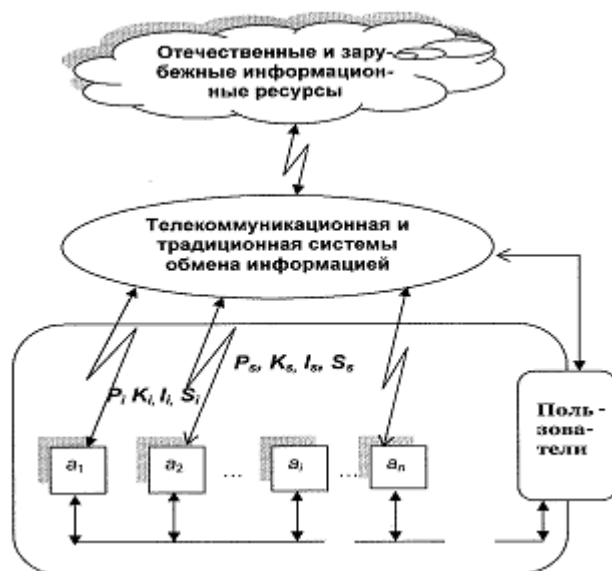 Отечественные и зару-
бежные информацион-
ные ресурсы
Телекоммуникационная и
традиционная системы
обмена информацией
P_s, K_s, I_s, S_s
P_i K_i, I_i, S_i
Поль-
зова-
тели
a_1 a_2 ... a_i ... a_n